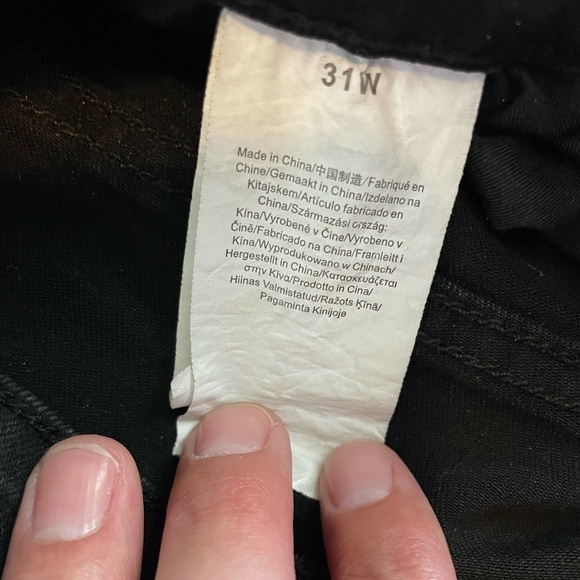 31W
Made in China/中国制造/Fabriqué en
Chine/Gemaakt in China/Izdelano na
Kitajskem/Artículo fabricado en
China/Származási ország:
Kína/Vyrobené v Číne/Vyrobeno v
Číně/Fabricado na China/Framleitt í
Kína/Wyprodukowano w Chinach/
Hergestellt in China/Κατασκευάζεται
στην Κίνα/Prodotto in Cina/
Hiinas Valmistatud/Ražots Ķīnā/
Pagaminta Kinijoje